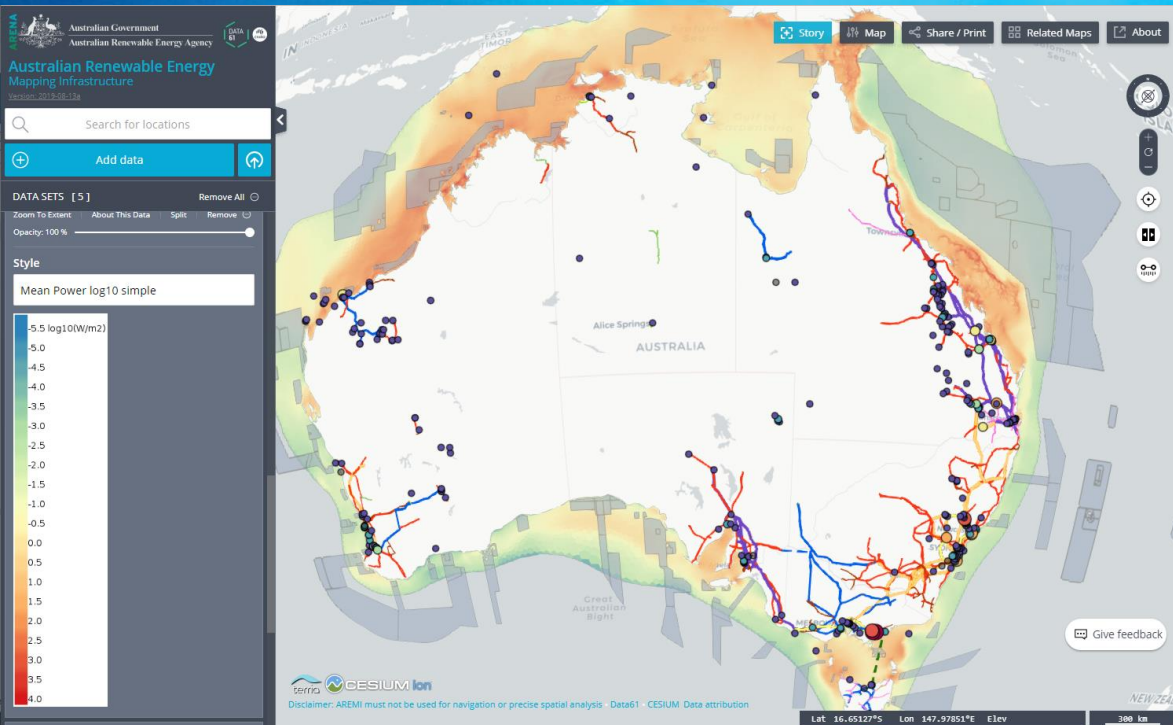 ARENA
Australian Government
Australian Renewable Energy Agency
DATA
61
Australian Renewable Energy
Mapping Infrastructure
Version: 2019-08-13a
Search for locations
Add data
DATA SETS [5]
Remove All
Zoom To Extent
About This Data
Split
Remove
Opacity: 100 %
Style
Mean Power log10 simple
-5.5 log10(W/m2)
-5.0
-4.5
-4.0
-3.5
-3.0
-2.5
-2.0
-1.5
-1.0
-0.5
0.0
0.5
1.0
1.5
2.0
2.5
3.0
3.5
4.0
Story
Map
Share / Print
Related Maps
About
EAST
TIMOR
Alice Springs
AUSTRALIA
Great
Australian
Bight
terria
CESIUM ion
Disclaimer: AREMI must not be used for navigation or precise spatial analysis - Data61 - CESIUM Data attribution
Give feedback
Lat 16.65127°S Lon 147.97851°E Elev
300 km